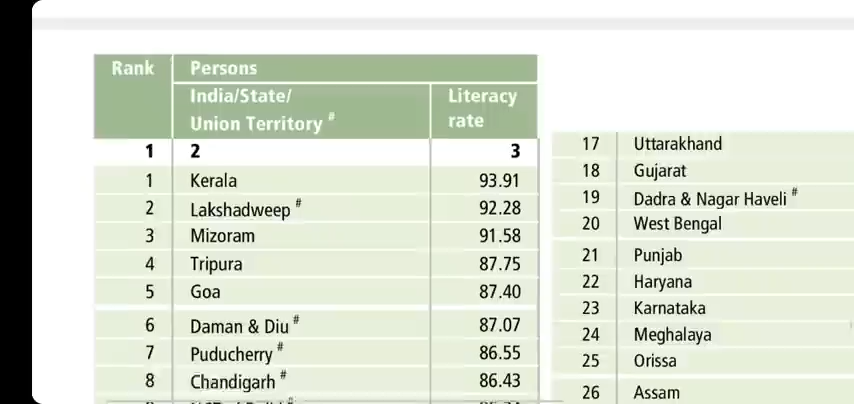 Rank Persons
India/State/ Literacy
Union Territory # rate
1 2 3
1 Kerala 93.91
2 Lakshadweep # 92.28
3 Mizoram 91.58
4 Tripura 87.75
5 Goa 87.40
6 Daman & Diu # 87.07
7 Puducherry # 86.55
8 Chandigarh # 86.43
17 Uttarakhand
18 Gujarat
19 Dadra & Nagar Haveli #
20 West Bengal
21 Punjab
22 Haryana
23 Karnataka
24 Meghalaya
25 Orissa
26 Assam